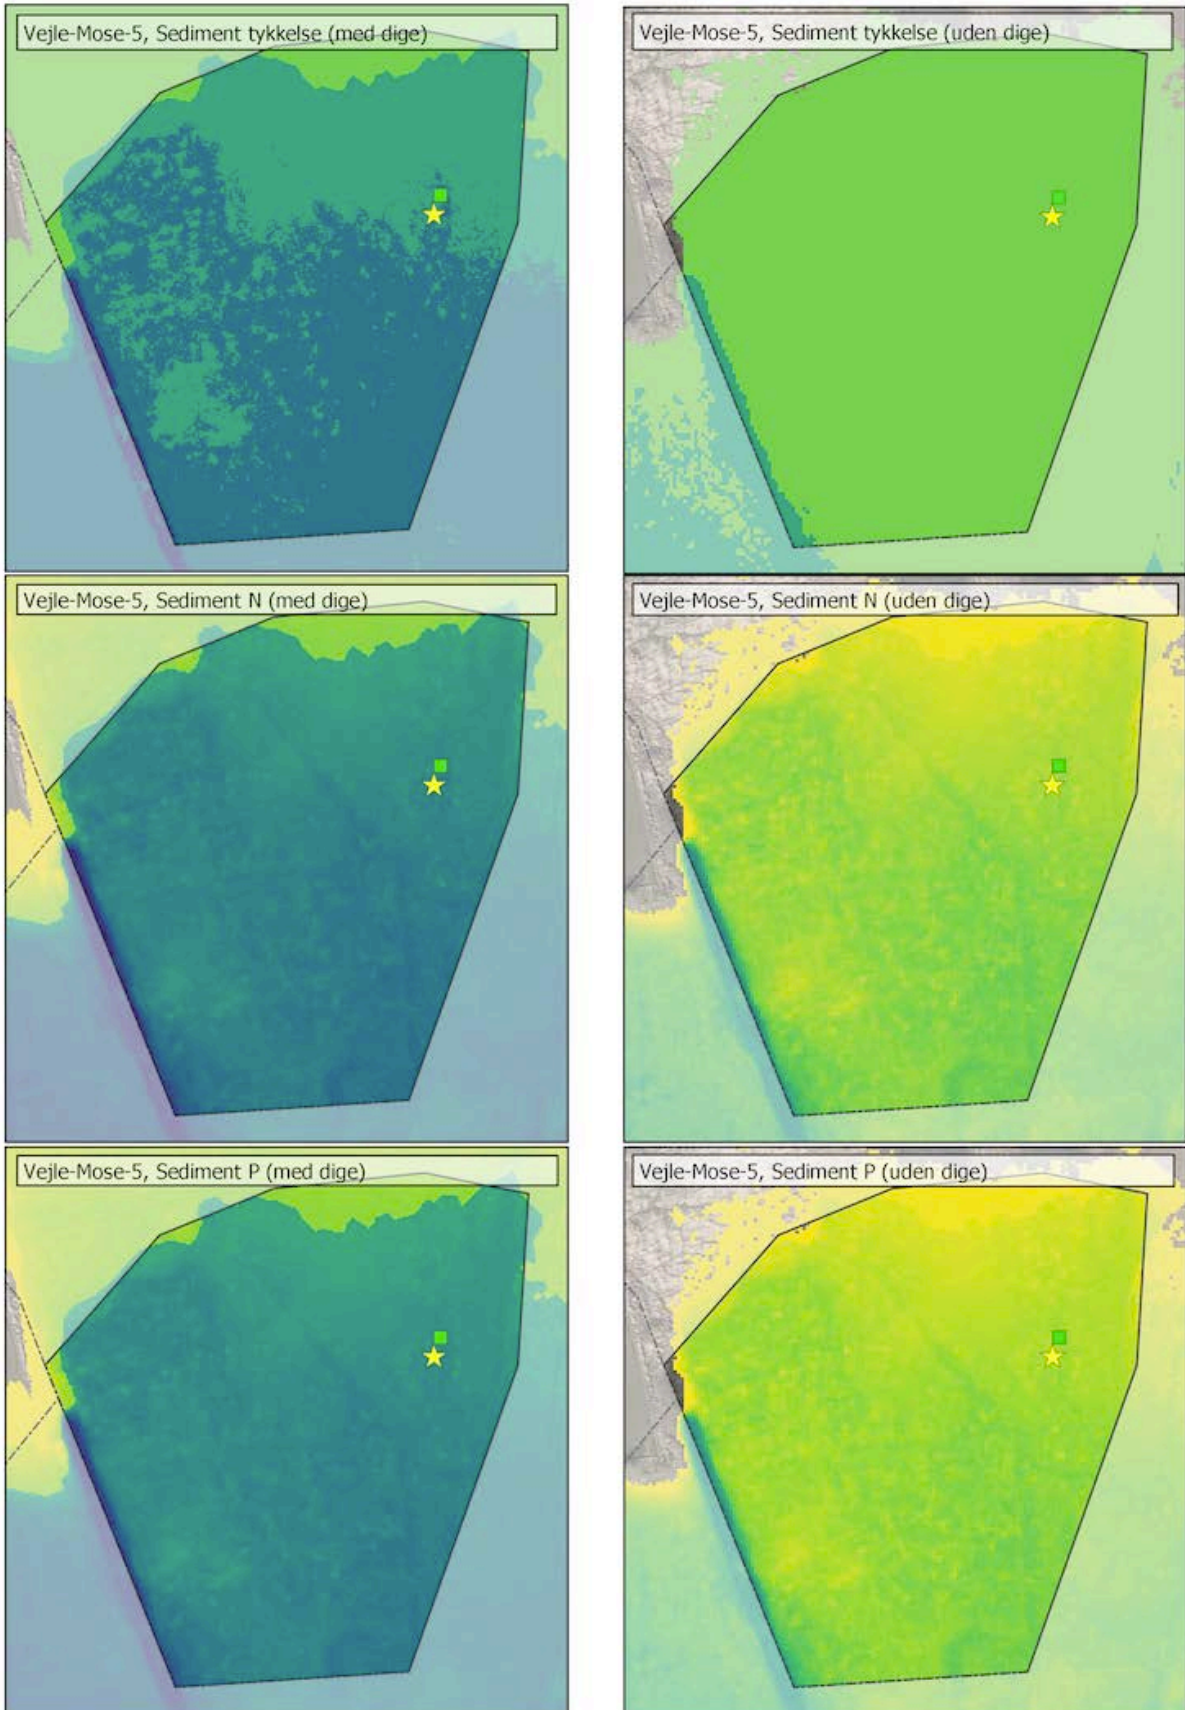 Vejle-Mose-5, Sediment tykkelse (med dige)
Vejle-Mose-5, Sediment tykkelse (uden dige)
Vejle-Mose-5, Sediment N (med dige)
Vejle-Mose-5, Sediment N (uden dige)
Vejle-Mose-5, Sediment P (med dige)
Vejle-Mose-5, Sediment P (uden dige)